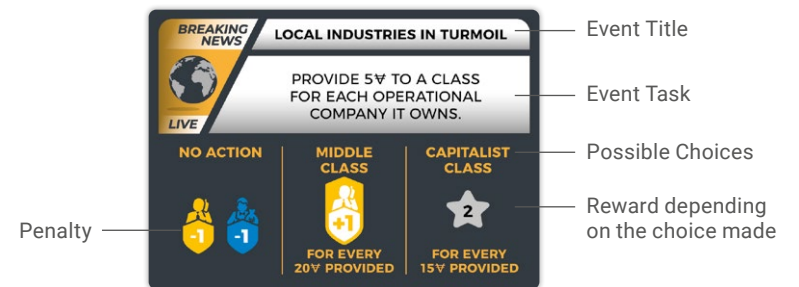 BREAKING
NEWS
LOCAL INDUSTRIES IN TURMOIL
Event Title
PROVIDE 5₩ TO A CLASS
FOR EACH OPERATIONAL
COMPANY IT OWNS.
Event Task
LIVE
NO ACTION
MIDDLE
CLASS
CAPITALIST
CLASS
Possible Choices
Penalty
-1
-1
+1
2
Reward depending
on the choice made
FOR EVERY
20₩ PROVIDED
FOR EVERY
15₩ PROVIDED